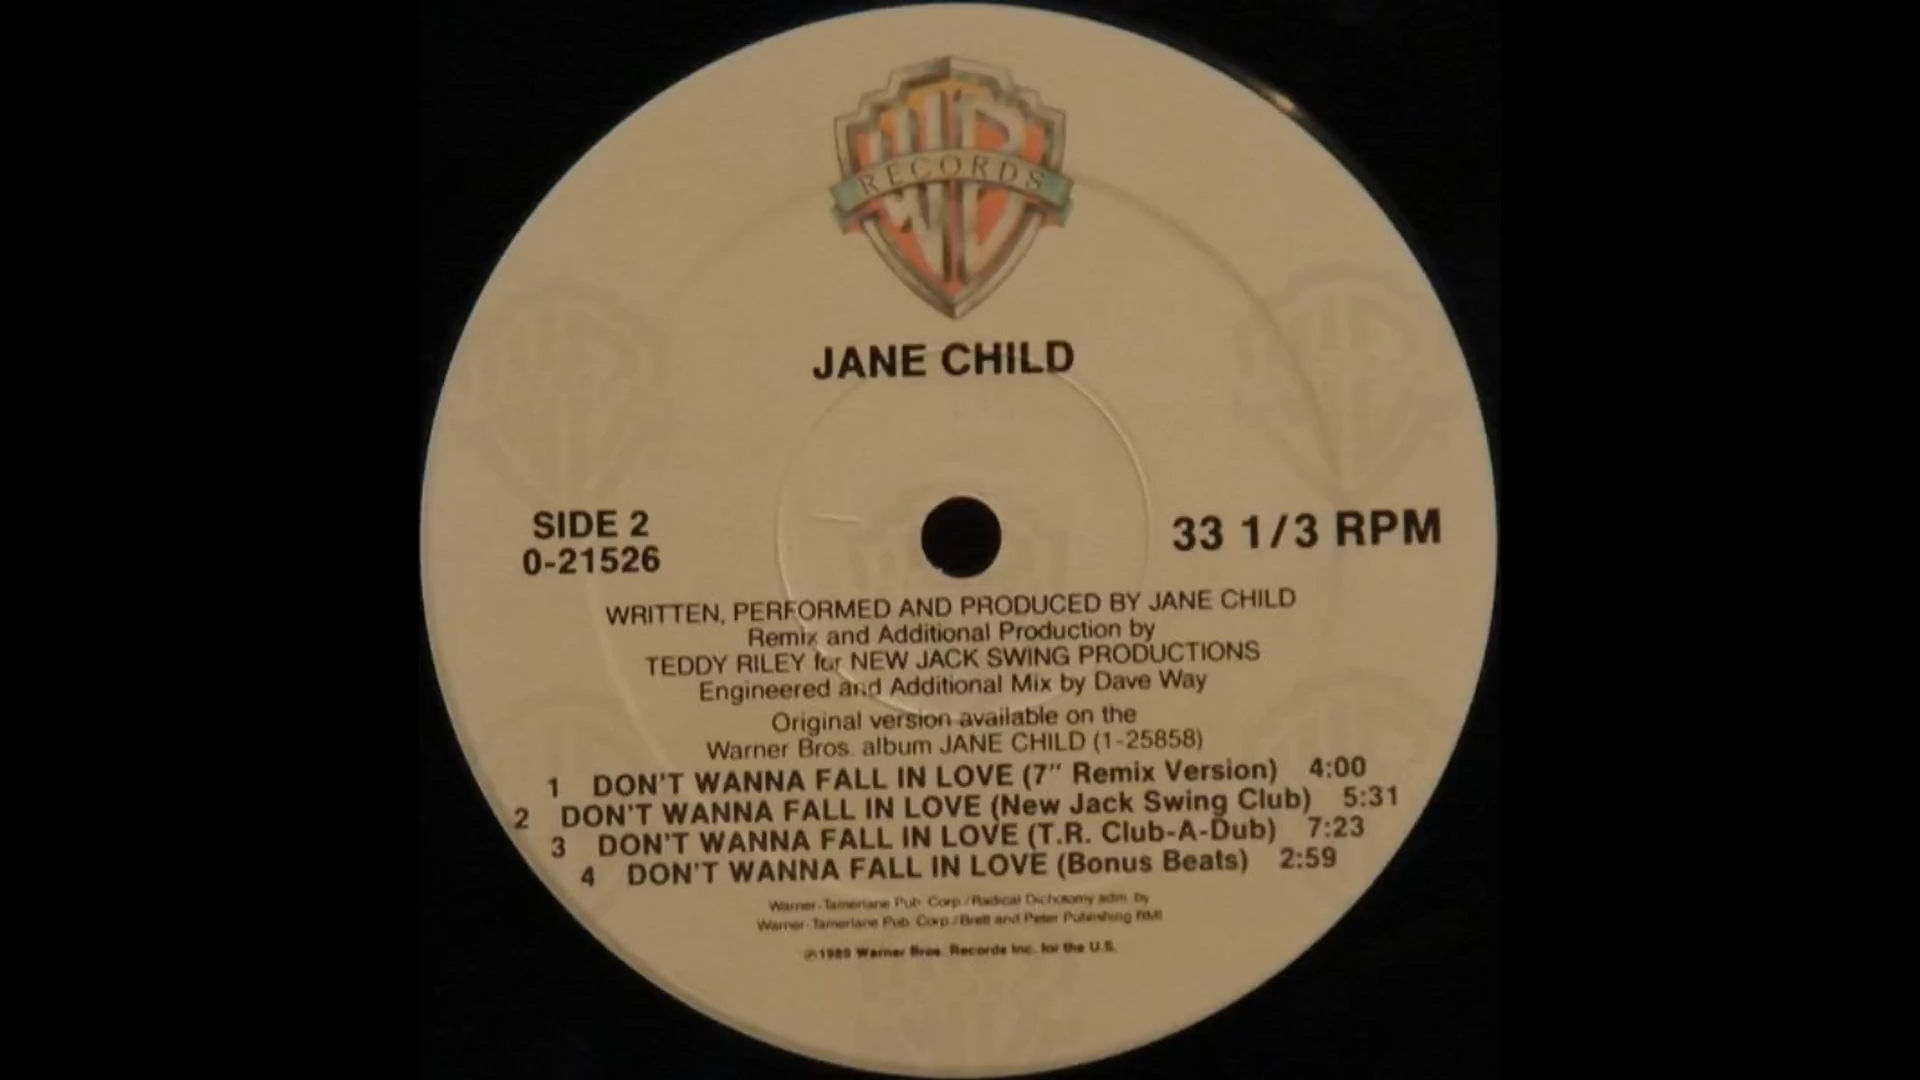 WB
RECORDS
JANE CHILD
SIDE 2
0-21526
33 1/3 RPM
WRITTEN, PERFORMED AND PRODUCED BY JANE CHILD
Remix and Additional Production by
TEDDY RILEY for NEW JACK SWING PRODUCTIONS
Engineered and Additional Mix by Dave Way
Original version available on the
Warner Bros. album JANE CHILD (1-25858)
1 DON'T WANNA FALL IN LOVE (7" Remix Version) 4:00
2 DON'T WANNA FALL IN LOVE (New Jack Swing Club) 5:31
3 DON'T WANNA FALL IN LOVE (T.R. Club-A-Dub) 7:23
4 DON'T WANNA FALL IN LOVE (Bonus Beats) 2:59
Warner-Tamerlane Pub. Corp./Radical Dichotomy adm. by
Warner-Tamerlane Pub. Corp./Brett and Peter Publishing BMI
℗1989 Warner Bros. Records Inc. for the U.S.